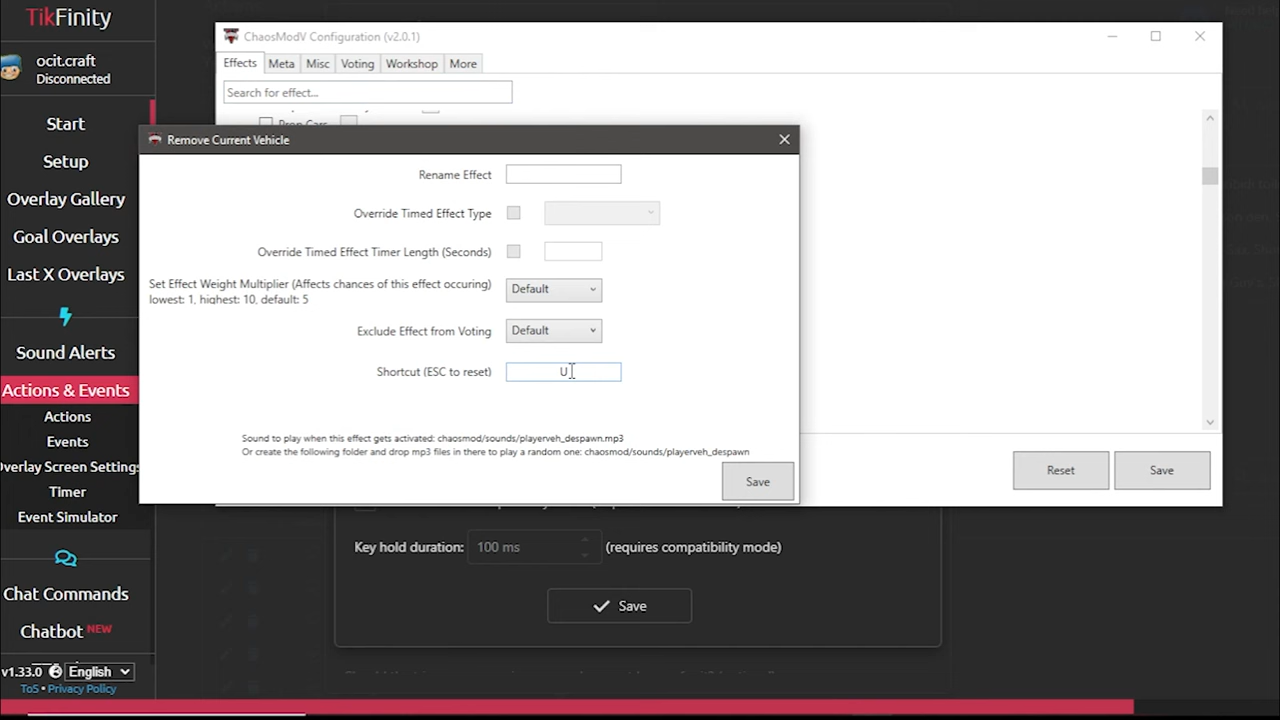 TikFinity
ocit.craft
Disconnected
Start
Setup
Overlay Gallery
Goal Overlays
Last X Overlays
Sound Alerts
Actions & Events
Actions
Events
verlay Screen Settings
Timer
Event Simulator
Chat Commands
Chatbot NEW
v1.33.0 English
ToS • Privacy Policy
ChaosModV Configuration (v2.0.1)
Effects Meta Misc Voting Workshop More
Search for effect...
Prop Cars
Remove Current Vehicle
Rename Effect
Override Timed Effect Type
Override Timed Effect Timer Length (Seconds)
Set Effect Weight Multiplier (Affects chances of this effect occuring) Default
lowest: 1, highest: 10, default: 5
Exclude Effect from Voting Default
Shortcut (ESC to reset) U
Sound to play when this effect gets activated: chaosmod/sounds/playerveh_despawn.mp3
Or create the following folder and drop mp3 files in there to play a random one: chaosmod/sounds/playerveh_despawn
Save
Reset Save
Key hold duration: 100 ms (requires compatibility mode)
Save